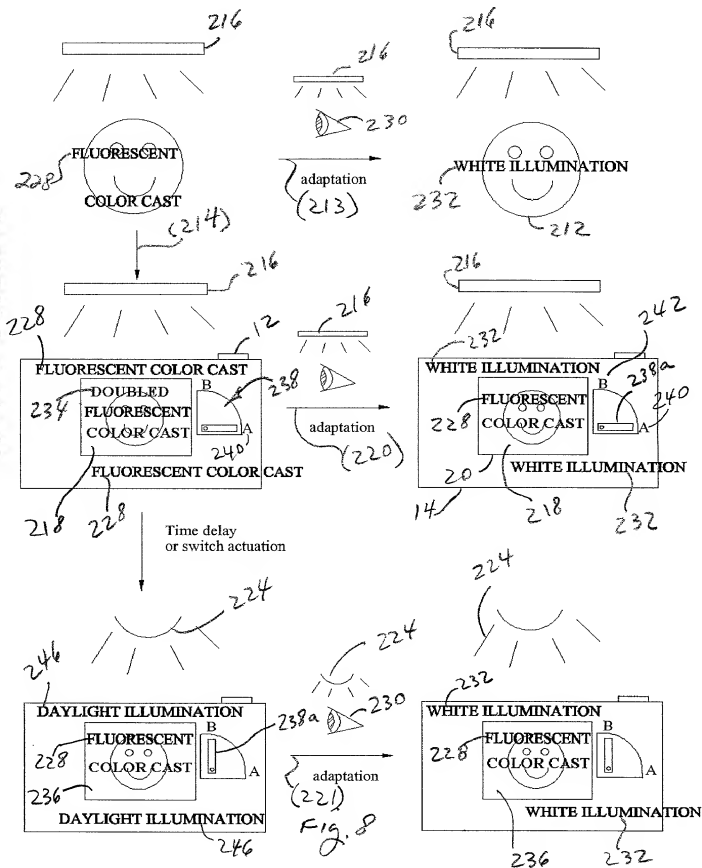 216
216
216
230
FLUORESCENT
228
COLOR CAST
adaptation
(213)
WHITE ILLUMINATION
232
212
(214)
216
216
216
228
12
FLUORESCENT COLOR CAST
234
DOUBLED
FLUORESCENT
COLOR CAST
B
238
A
240
FLUORESCENT COLOR CAST
218
228
adaptation
(220)
232
242
WHITE ILLUMINATION
B
238a
240
A
228
FLUORESCENT
COLOR CAST
WHITE ILLUMINATION
20
14
218
232
Time delay
or switch actuation
224
224
224
246
DAYLIGHT ILLUMINATION
B
238a
A
FLUORESCENT
228
COLOR CAST
236
DAYLIGHT ILLUMINATION
246
230
adaptation
(221)
Fig. 8
232
WHITE ILLUMINATION
B
A
FLUORESCENT
228
COLOR CAST
WHITE ILLUMINATION
236
232